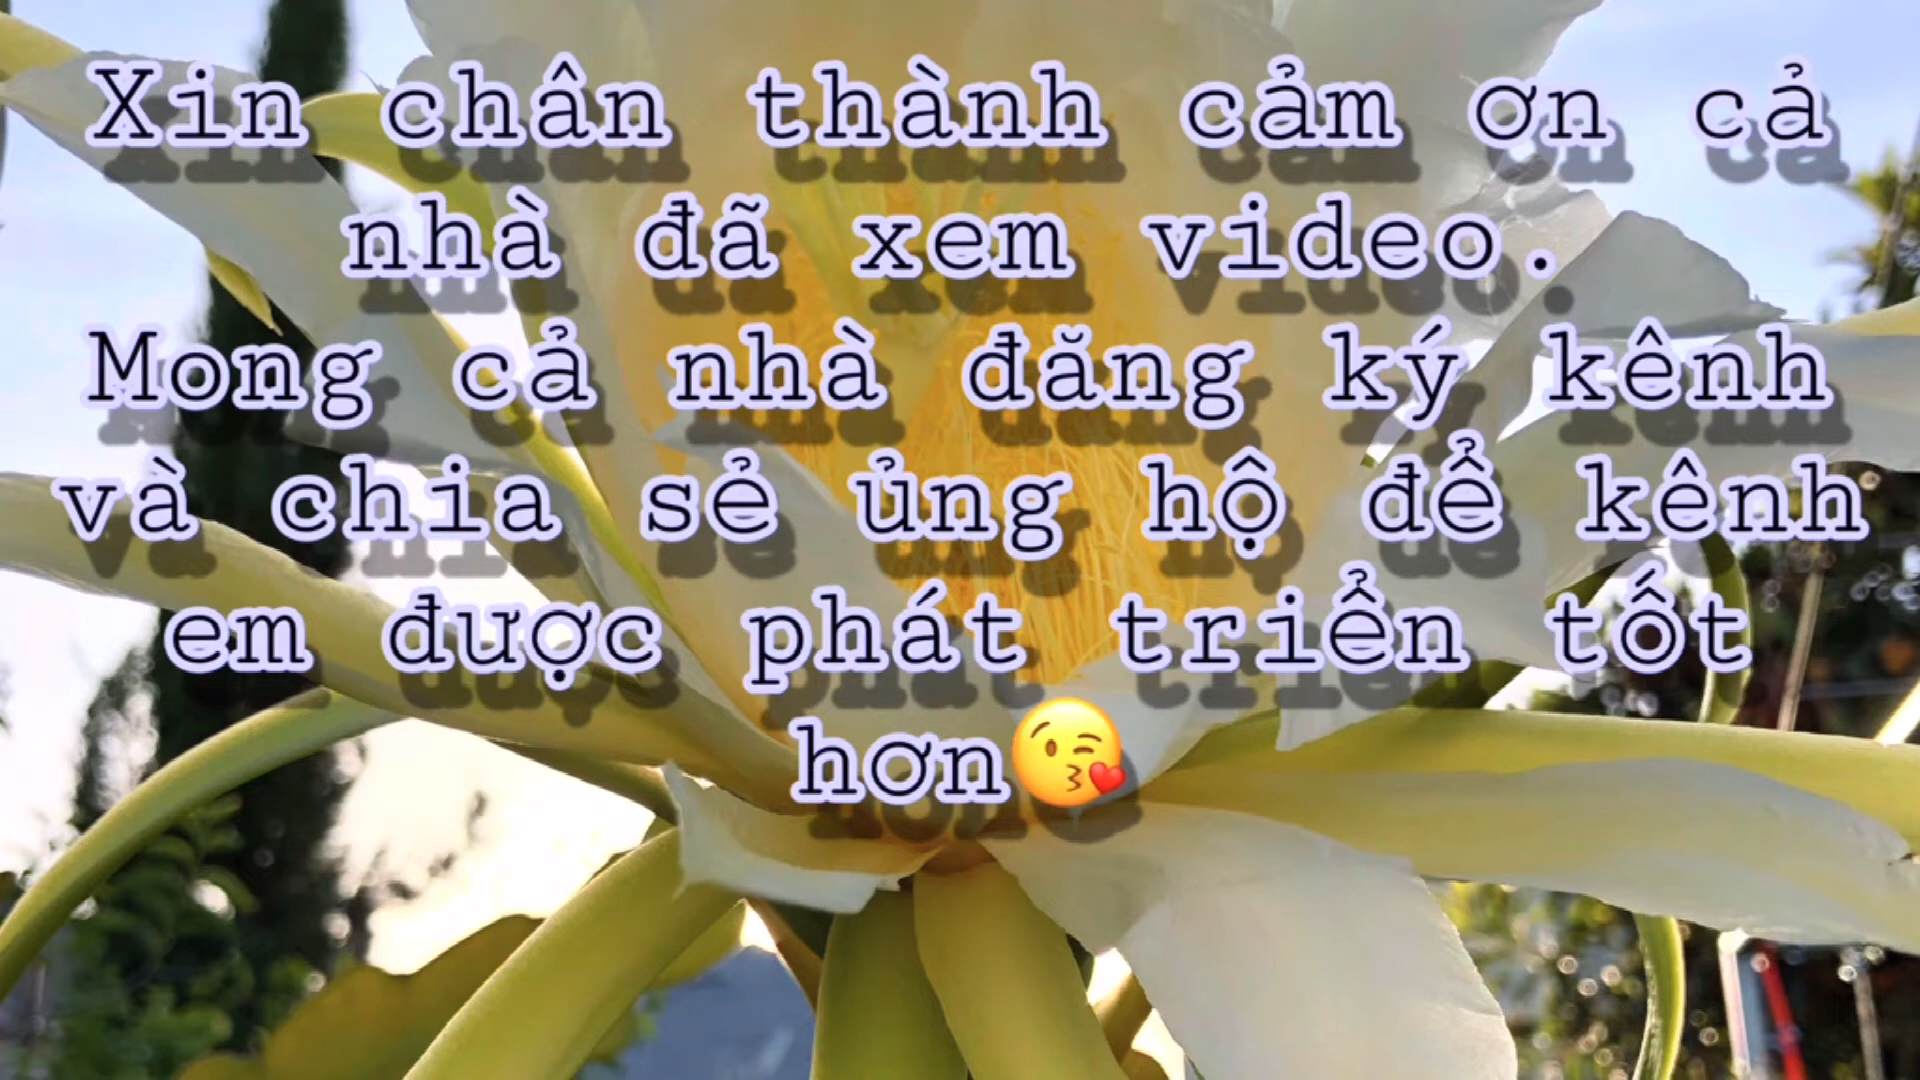 Xin chân thành cảm ơn cả
nhà đã xem video.
Mong cả nhà đăng ký kênh
và chia sẻ ủng hộ để kênh
em được phát triển tốt
hơn😘